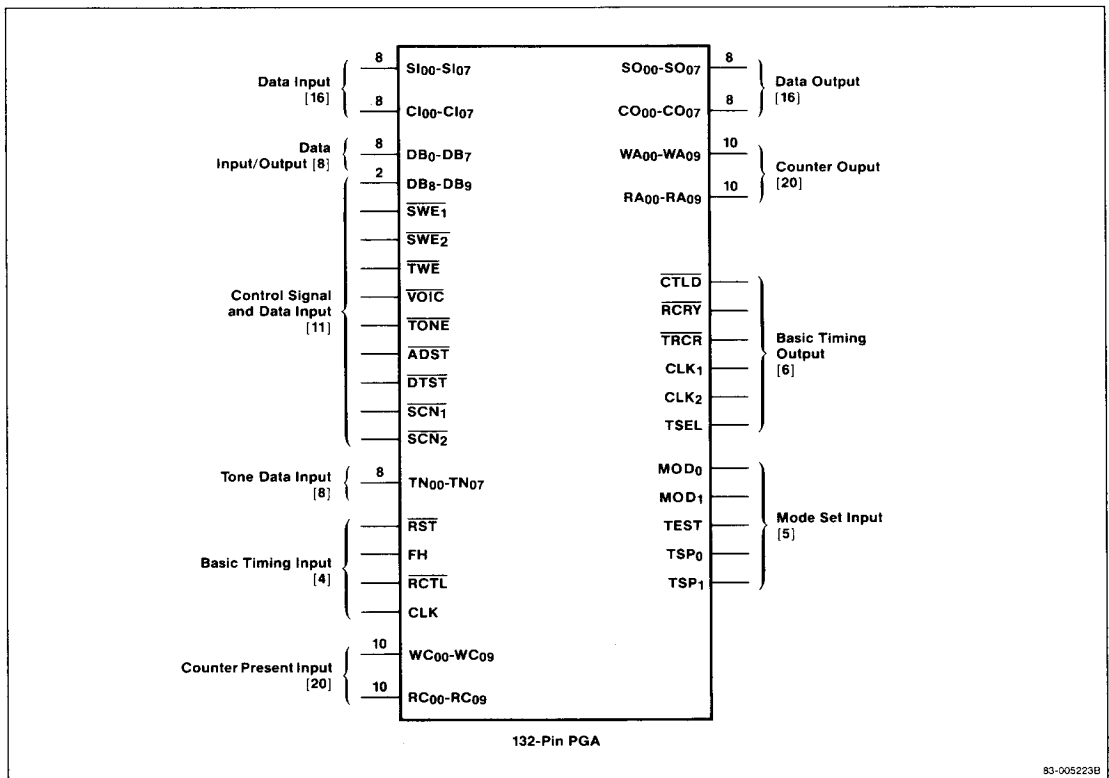 Data Input
[16]
8
SI00-SI07
8
CI00-CI07
Data
Input/Output [8]
8
DB0-DB7
Control Signal
and Data Input
[11]
2
DB8-DB9
SWE1
SWE2
TWE
VOIC
TONE
ADST
DTST
SCN1
SCN2
Tone Data Input
[8]
8
TN00-TN07
Basic Timing Input
[4]
RST
FH
RCTL
CLK
Counter Present Input
[20]
10
WC00-WC09
10
RC00-RC09
SO00-SO07
8
CO00-CO07
8
Data Output
[16]
WA00-WA09
10
RA00-RA09
10
Counter Ouput
[20]
CTLD
RCRY
TRCR
CLK1
CLK2
TSEL
Basic Timing
Output
[6]
MOD0
MOD1
TEST
TSP0
TSP1
Mode Set Input
[5]
132-Pin PGA
83-005223B